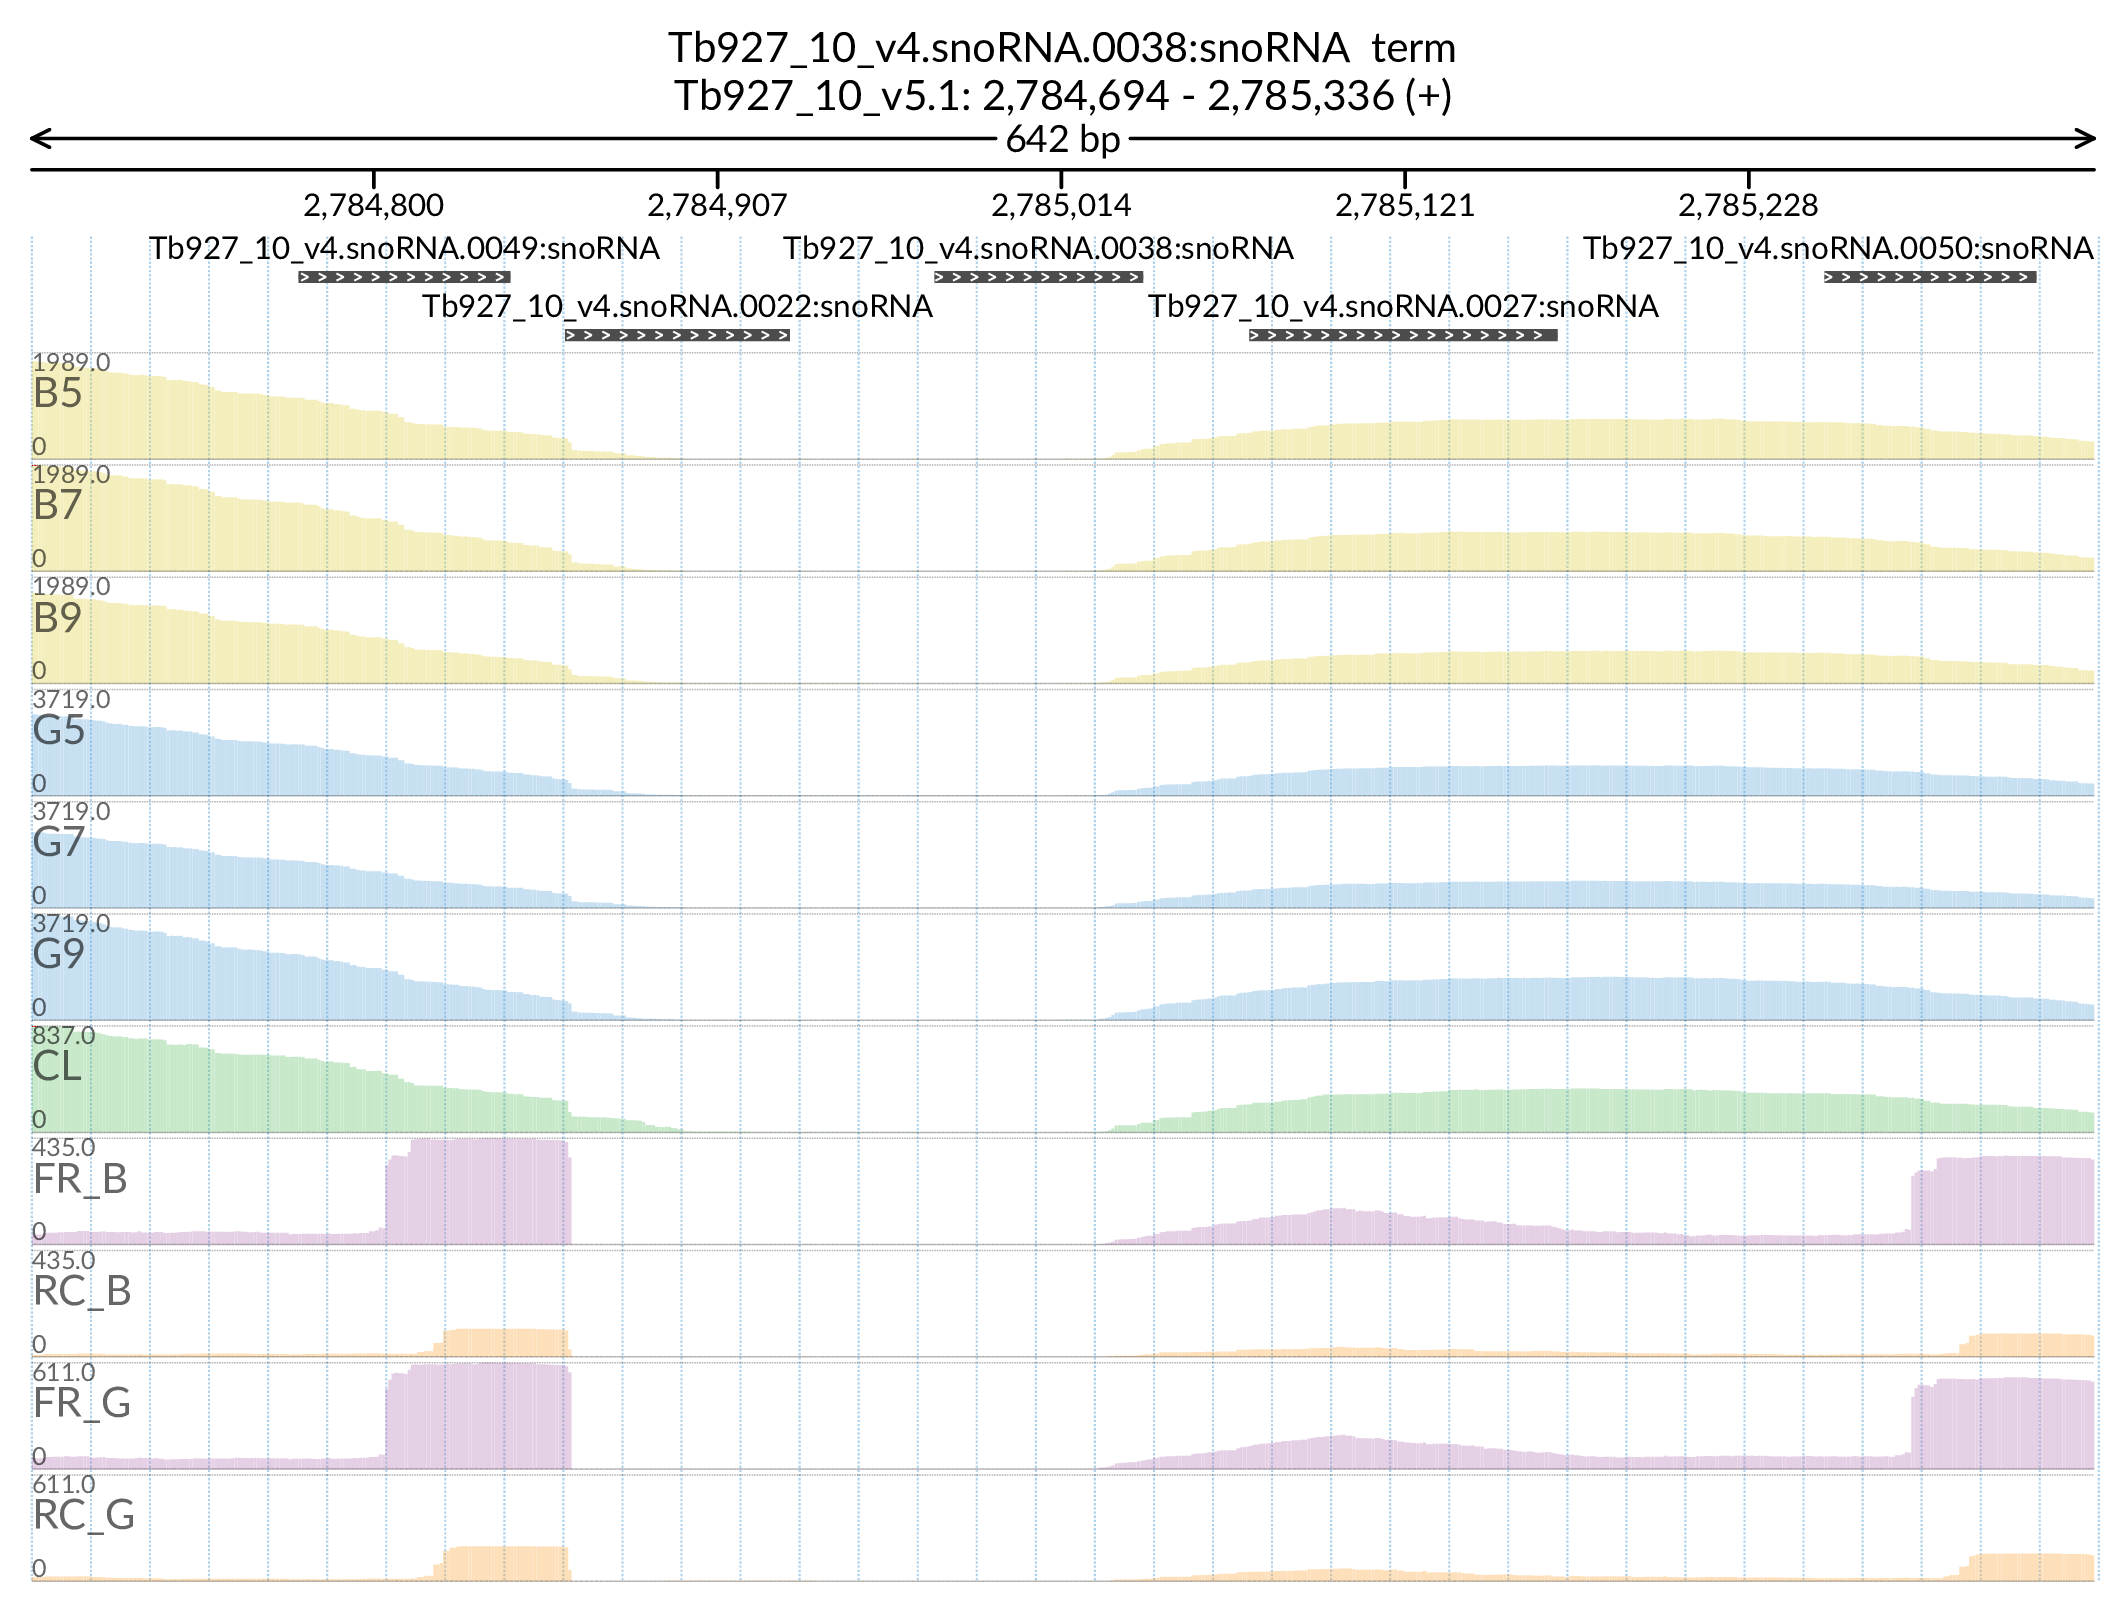 Tb927_10_v4.snoRNA.0038:snoRNA term
Tb927_10_v5.1: 2,784,694 - 2,785,336 (+)
642 bp
2,784,800 2,784,907 2,785,014 2,785,121 2,785,228
Tb927_10_v4.snoRNA.0049:snoRNA Tb927_10_v4.snoRNA.0038:snoRNA Tb927_10_v4.snoRNA.0050:snoRNA
Tb927_10_v4.snoRNA.0022:snoRNA Tb927_10_v4.snoRNA.0027:snoRNA
1989.0
B5
0
1989.0
B7
0
1989.0
B9
0
3719.0
G5
0
3719.0
G7
0
3719.0
G9
0
837.0
CL
0
435.0
FR_B
0
435.0
RC_B
0
611.0
FR_G
0
611.0
RC_G
0